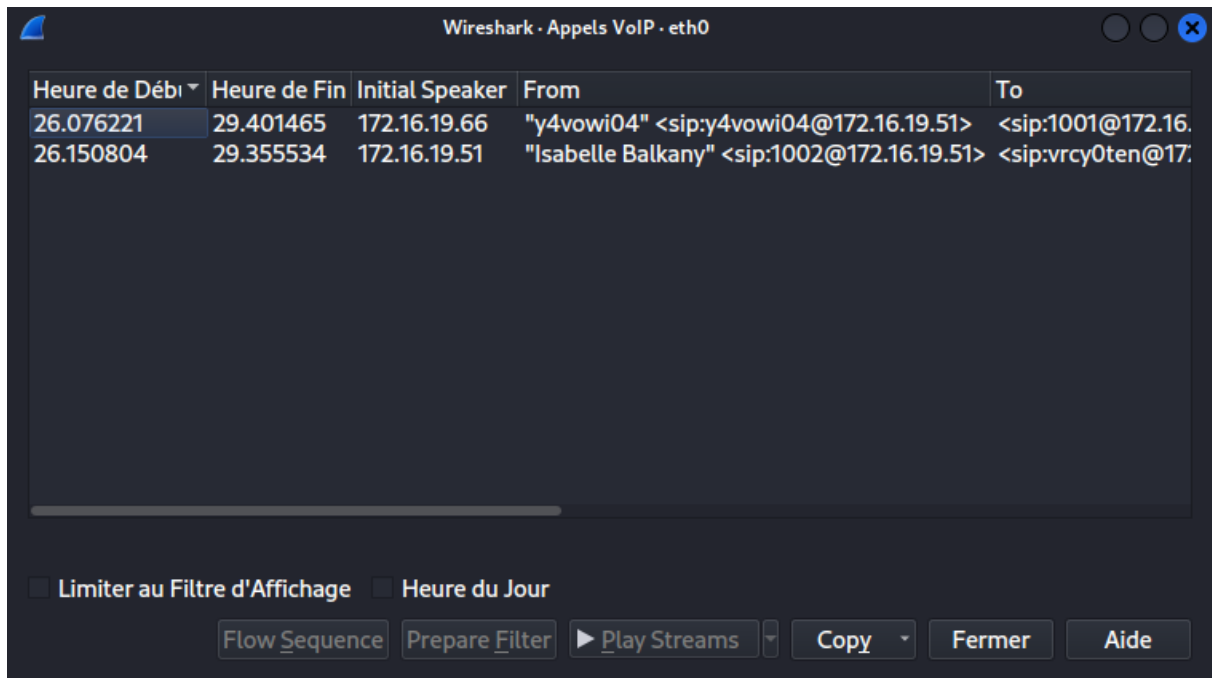 Wireshark · Appels VoIP · eth0
Heure de Débu Heure de Fin Initial Speaker From To
26.076221 29.401465 172.16.19.66 "y4vowi04" <sip:y4vowi04@172.16.19.51> <sip:1001@172.16.
26.150804 29.355534 172.16.19.51 "Isabelle Balkany" <sip:1002@172.16.19.51> <sip:vrcy0ten@17
Limiter au Filtre d'Affichage Heure du Jour
Flow Sequence Prepare Filter Play Streams Copy Fermer Aide